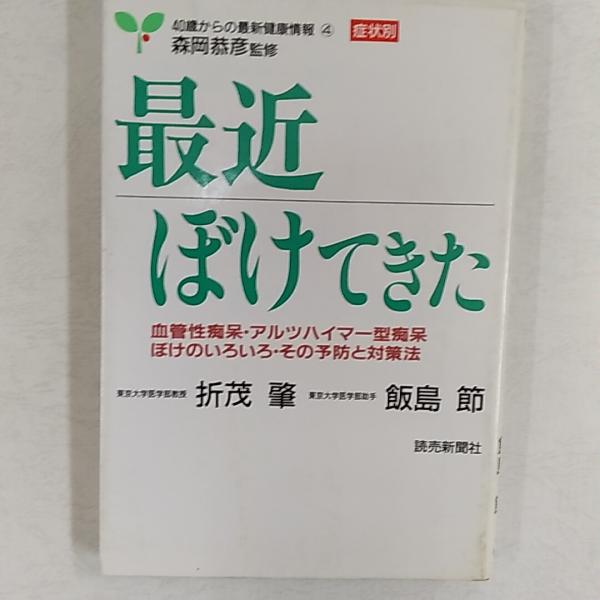 40歳からの最新健康情報 ④ 症状別
森岡恭彦監修
最近
ぼけてきた
血管性痴呆・アルツハイマー型痴呆
ぼけのいろいろ・その予防と対策法
東京大学医学部教授 折茂 肇 東京大学医学部助手 飯島 節
読売新聞社